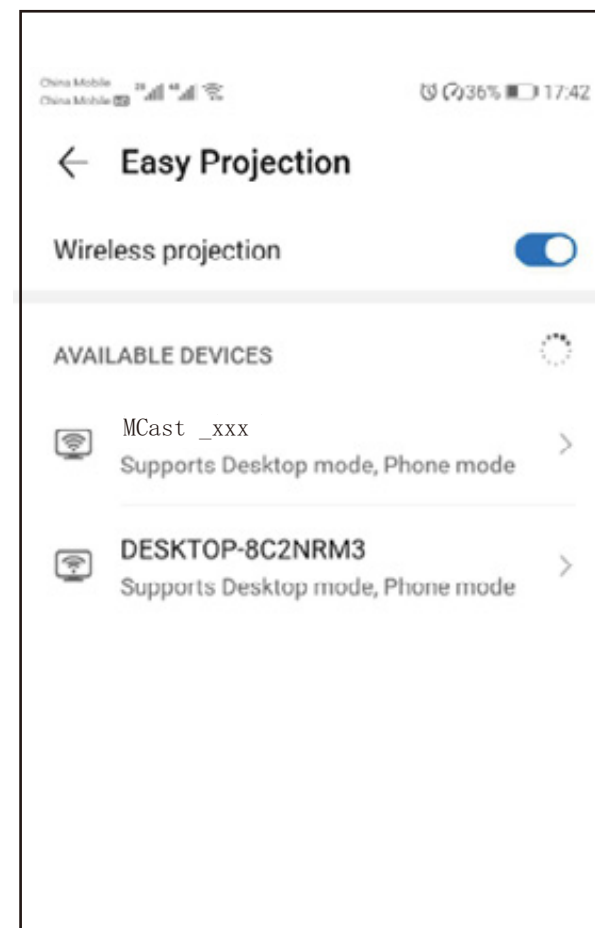 China Mobile
China Mobile HD 36% 17:42
Easy Projection
Wireless projection
AVAILABLE DEVICES
MCast _xxx
Supports Desktop mode, Phone mode
DESKTOP-8C2NRM3
Supports Desktop mode, Phone mode